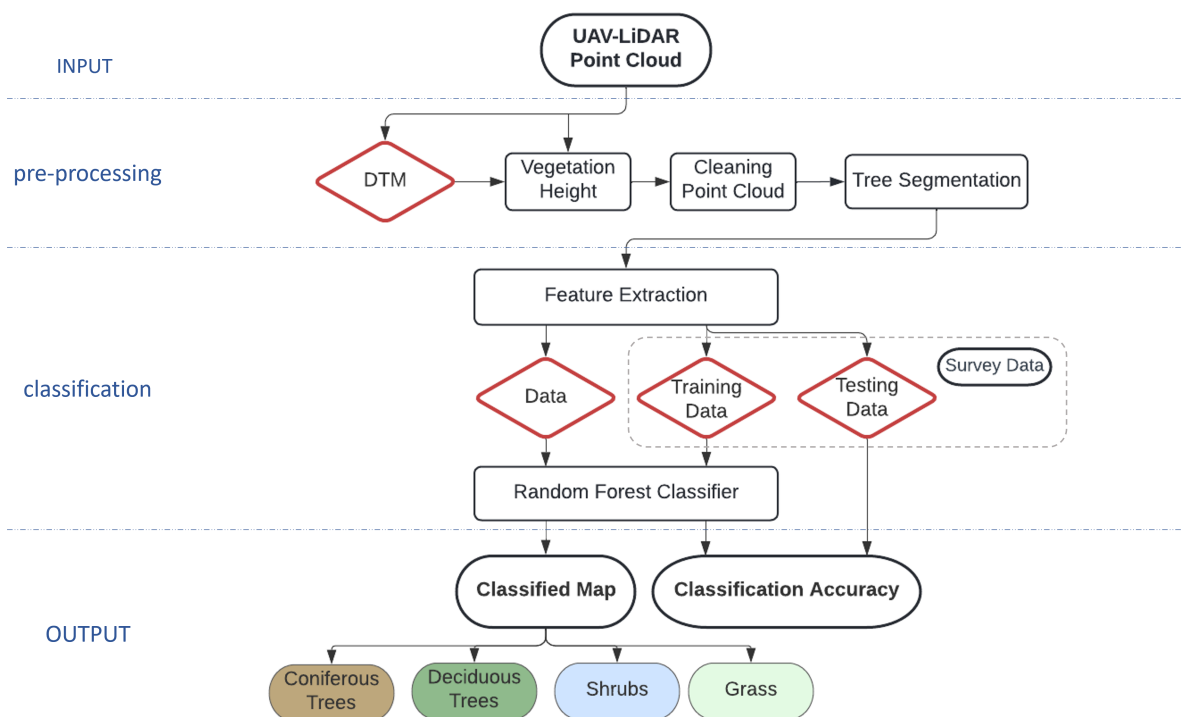 UAV-LiDAR
Point Cloud
INPUT
pre-processing
DTM
Vegetation
Height
Cleaning
Point Cloud
Tree Segmentation
Feature Extraction
classification
Data
Training
Data
Testing
Data
Survey Data
Random Forest Classifier
OUTPUT
Classified Map
Classification Accuracy
Coniferous
Trees
Deciduous
Trees
Shrubs
Grass